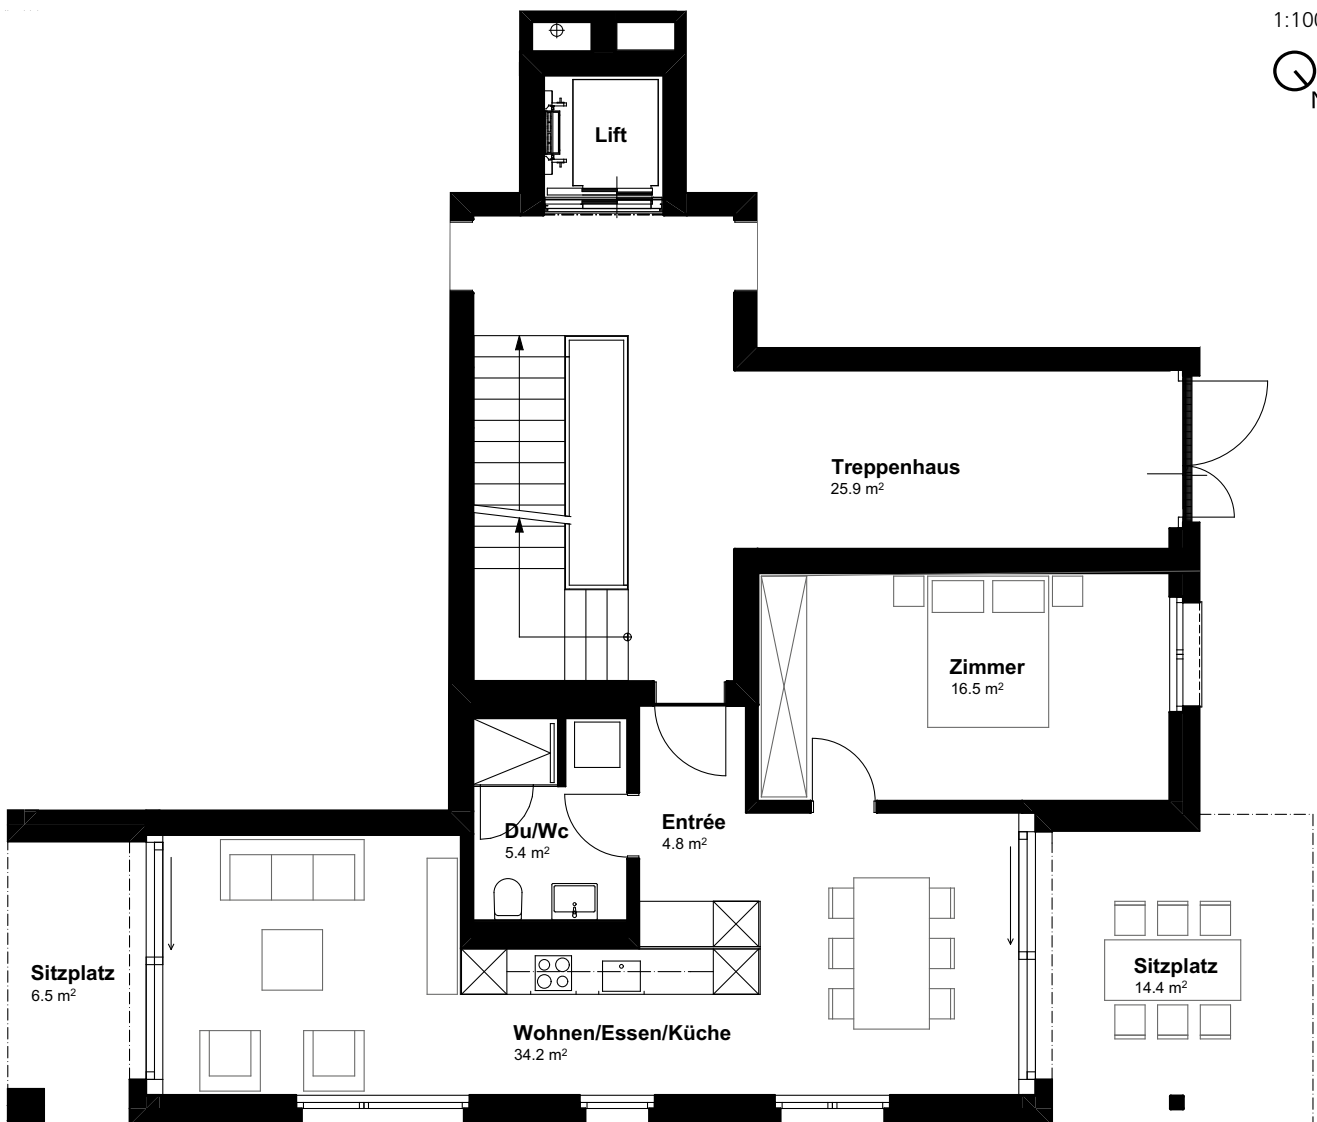 1:100
N
Lift
Treppenhaus
25.9 m²
Zimmer
16.5 m²
Du/Wc
5.4 m²
Entrée
4.8 m²
Sitzplatz
6.5 m²
Sitzplatz
14.4 m²
Wohnen/Essen/Küche
34.2 m²